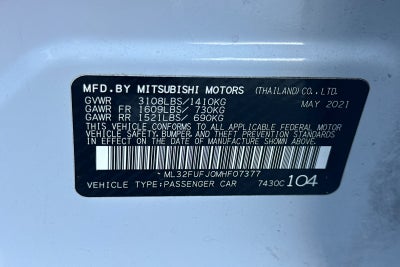 MFD.BY MITSUBISHI MOTORS (THAILAND) CO., LTD.
GVWR 3108LBS/1410KG MAY 2021
GAWR FR 1609LBS/ 730KG
GAWR RR 1521LBS/ 690KG
THIS VEHICLE CONFORMS TO ALL APPLICABLE FEDERAL MOTOR
VEHICLE SAFETY, BUMPER, AND THEFT PREVENTION STANDARDS
IN EFFECT ON THE DATE OF MANUFACTURE SHOWN ABOVE.
*ML32FUFJ0MHF07377*
VEHICLE TYPE:PASSENGER CAR 7430C 104